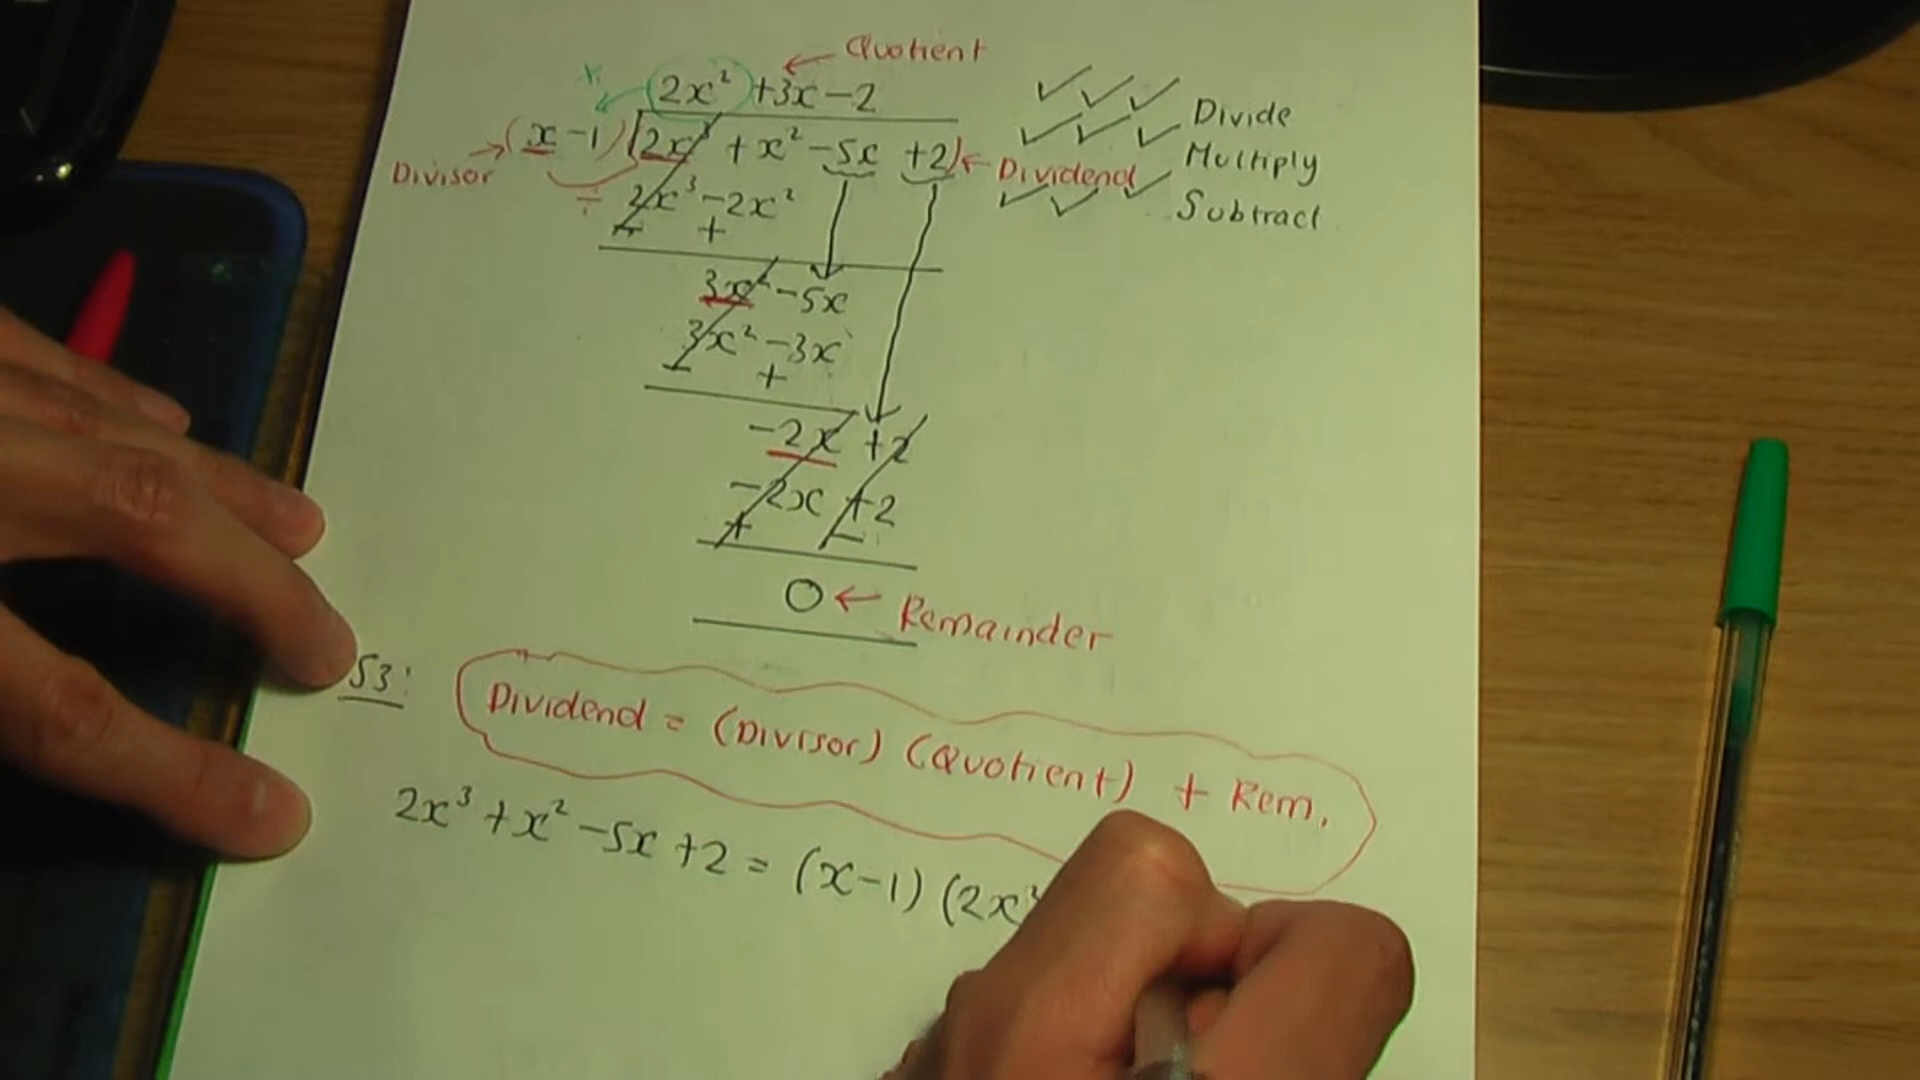 Quotient
2x² +3x -2
(x -1) 2x³ + x² -5x +2)
Divisor
÷
Dividend
Divide
Multiply
Subtract
2x³ -2x²
- +
3x² -5x
3x² -3x
- +
-2x +2
-2x +2
+ -
0 ← Remainder
S3:
Dividend = (Divisor) (Quotient) + Rem.
2x³ + x² -5x +2 = (x-1) (2x²